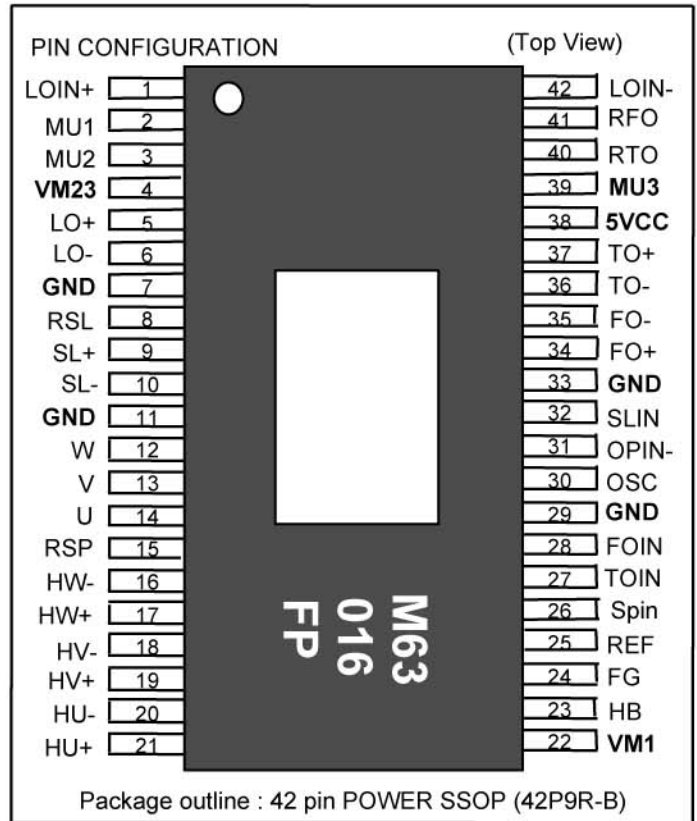 PIN CONFIGURATION (Top View)
LOIN+ 1 42 LOIN-
MU1 2 41 RFO
MU2 3 40 RTO
VM23 4 39 MU3
LO+ 5 38 5VCC
LO- 6 37 TO+
GND 7 36 TO-
RSL 8 35 FO-
SL+ 9 34 FO+
SL- 10 33 GND
GND 11 32 SLIN
W 12 31 OPIN-
V 13 30 OSC
U 14 29 GND
RSP 15 28 FOIN
HW- 16 27 TOIN
HW+ 17 26 Spin
HV- 18 25 REF
HV+ 19 24 FG
HU- 20 23 HB
HU+ 21 22 VM1
M63
016
FP
Package outline : 42 pin POWER SSOP (42P9R-B)